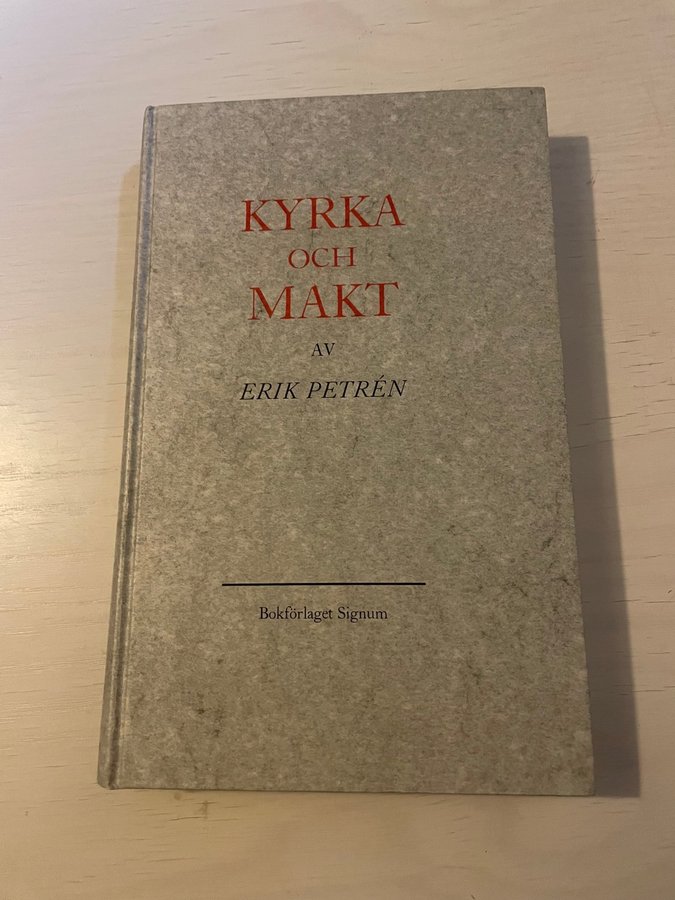 KYRKA
OCH
MAKT
AV
ERIK PETRÉN
Bokförlaget Signum